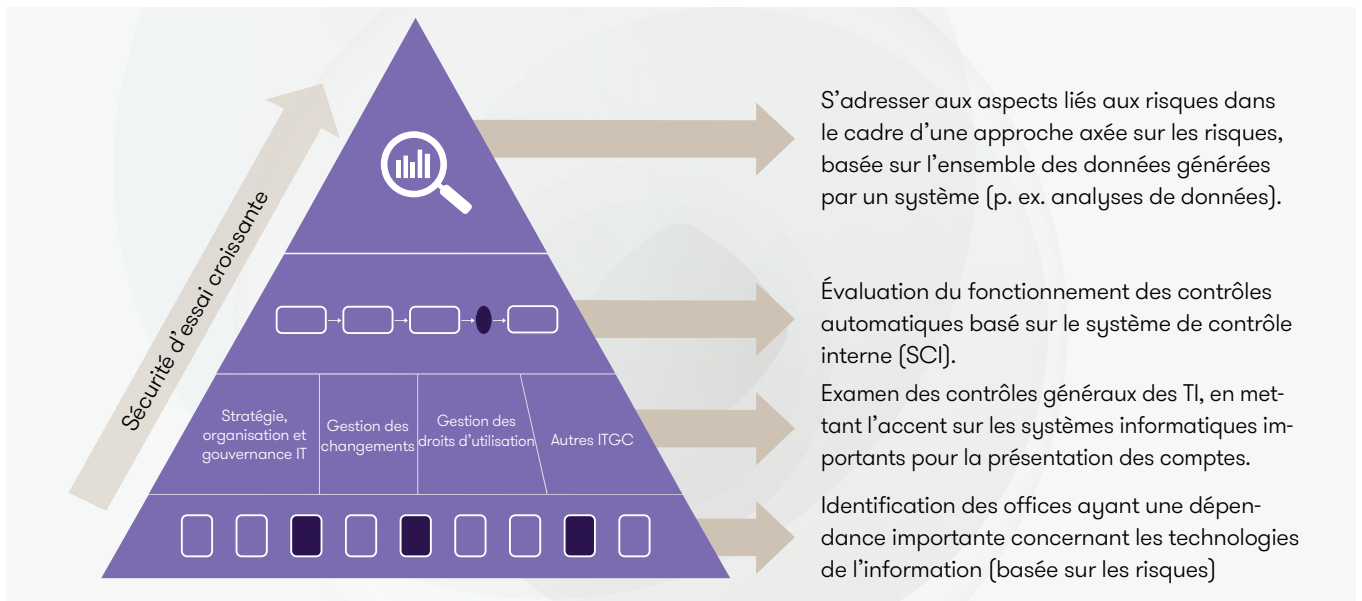 Sécurité d'essai croissante
S'adresser aux aspects liés aux risques dans
le cadre d'une approche axée sur les risques,
basée sur l'ensemble des données générées
par un système (p. ex. analyses de données).
Évaluation du fonctionnement des contrôles
automatiques basé sur le système de contrôle
interne (SCI).
Stratégie,
organisation et
gouvernance IT
Gestion des
changements
Gestion des
droits d'utilisation
Autres ITGC
Examen des contrôles généraux des TI, en met-
tant l'accent sur les systèmes informatiques im-
portants pour la présentation des comptes.
Identification des offices ayant une dépen-
dance importante concernant les technologies
de l'information (basée sur les risques)